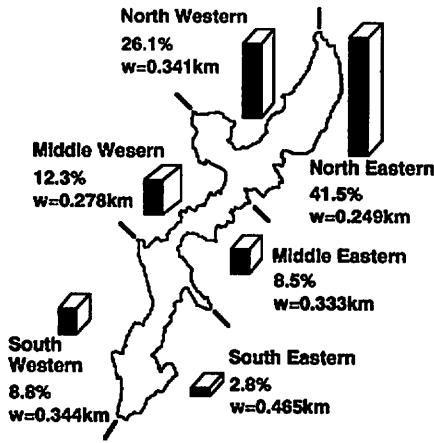 North Western
26.1%
w=0.341km
Middle Wesern
12.3%
w=0.278km
North Eastern
41.5%
w=0.249km
Middle Eastern
8.5%
w=0.333km
South
Western
8.8%
w=0.344km
South Eastern
2.8%
w=0.465km